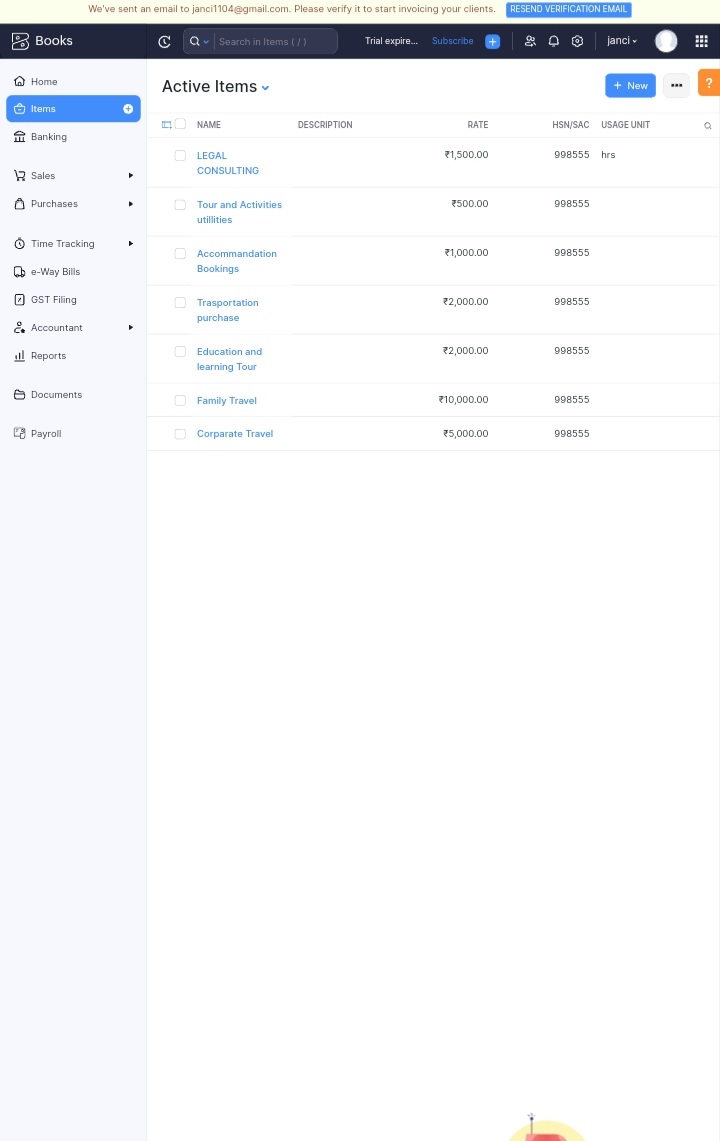 We've sent an email to janci1104@gmail.com. Please verify it to start invoicing your clients. RESEND VERIFICATION EMAIL
Books
Search in Items ( / )
Trial expire... Subscribe
janci
Home
Items
Banking
Sales
Purchases
Time Tracking
e-Way Bills
GST Filing
Accountant
Reports
Documents
Payroll
Active Items
+ New
?
NAME DESCRIPTION RATE HSN/SAC USAGE UNIT
LEGAL ₹1,500.00 998555 hrs
CONSULTING
Tour and Activities ₹500.00 998555
utillities
Accommandation ₹1,000.00 998555
Bookings
Trasportation ₹2,000.00 998555
purchase
Education and ₹2,000.00 998555
learning Tour
Family Travel ₹10,000.00 998555
Corparate Travel ₹5,000.00 998555